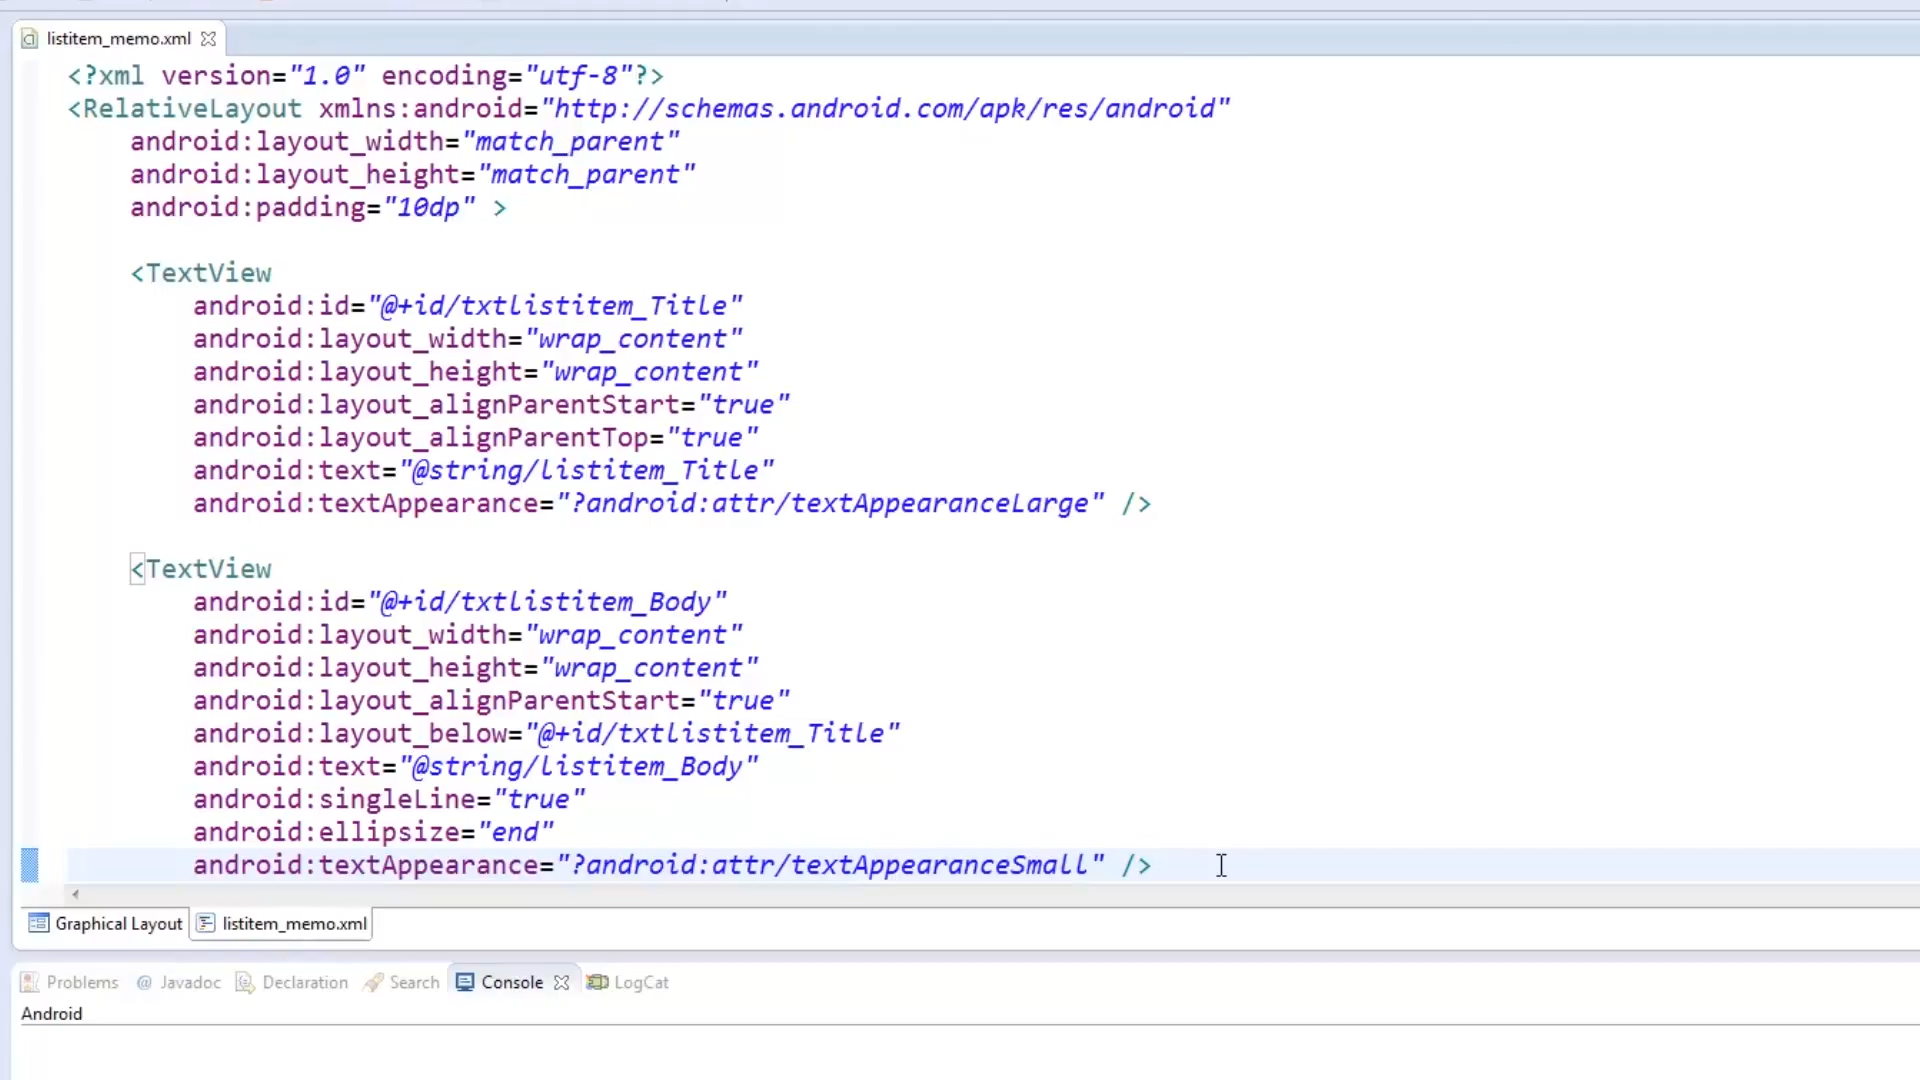 listitem_memo.xml
<?xml version="1.0" encoding="utf-8"?>
<RelativeLayout xmlns:android="http://schemas.android.com/apk/res/android"
    android:layout_width="match_parent"
    android:layout_height="match_parent"
    android:padding="10dp" >
    <TextView
        android:id="@+id/txtlistitem_Title"
        android:layout_width="wrap_content"
        android:layout_height="wrap_content"
        android:layout_alignParentStart="true"
        android:layout_alignParentTop="true"
        android:text="@string/listitem_Title"
        android:textAppearance="?android:attr/textAppearanceLarge" />
    <TextView
        android:id="@+id/txtlistitem_Body"
        android:layout_width="wrap_content"
        android:layout_height="wrap_content"
        android:layout_alignParentStart="true"
        android:layout_below="@+id/txtlistitem_Title"
        android:text="@string/listitem_Body"
        android:singleLine="true"
        android:ellipsize="end"
        android:textAppearance="?android:attr/textAppearanceSmall" />
Graphical Layout listitem_memo.xml
Problems @ Javadoc Declaration Search Console LogCat
Android